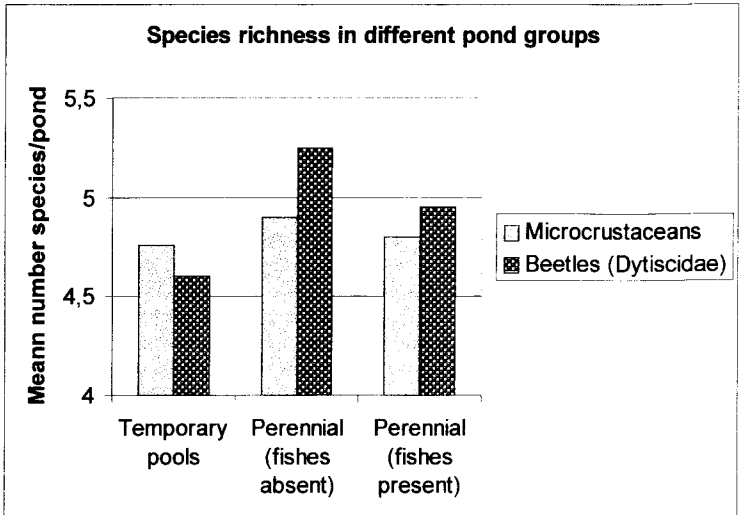 Species richness in different pond groups
Meann number species/pond
5,5
5
4,5
4
Temporary pools
Perennial (fishes absent)
Perennial (fishes present)
Microcrustaceans
Beetles (Dytiscidae)